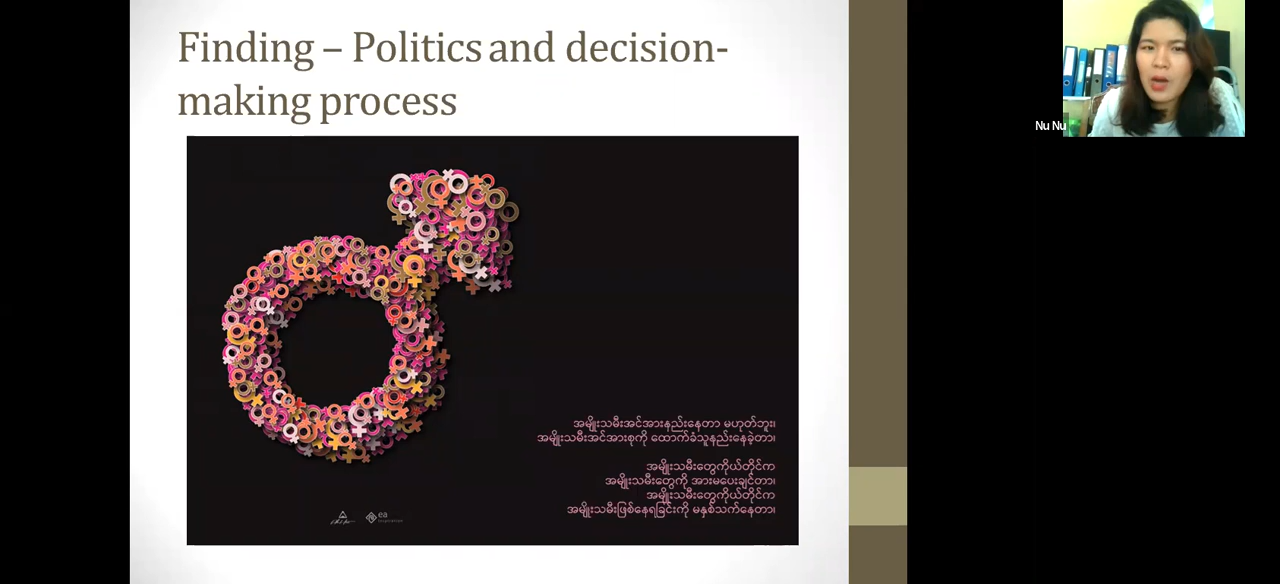 Finding – Politics and decision-
making process
Nu Nu
အမျိုးသမီးအင်အားနည်းနေတာ မဟုတ်ဘူး၊
အမျိုးသမီးအင်အားစုကို ထောက်ခံသူနည်းနေခဲ့တာ၊
အမျိုးသမီးတွေကိုယ်တိုင်က
အမျိုးသမီးတွေကို အားမပေးချင်တာ၊
အမျိုးသမီးတွေကိုယ်တိုင်က
အမျိုးသမီးဖြစ်နေရခြင်းကို မနှစ်သက်နေတာ၊
ea